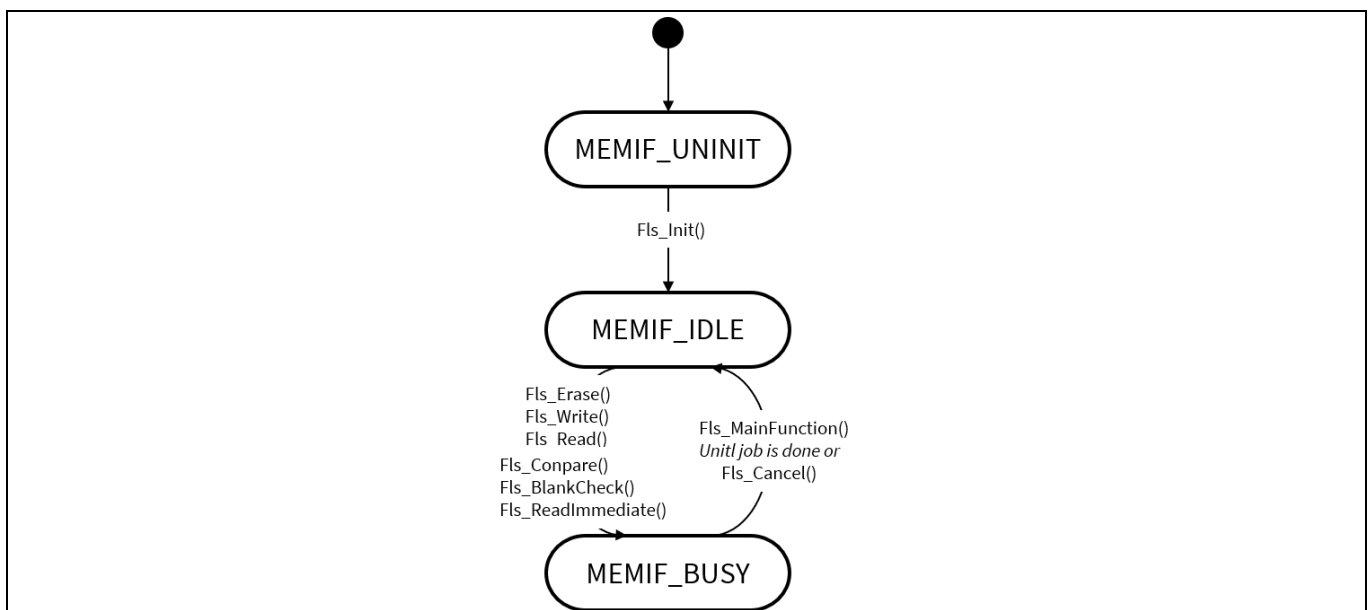 MEMIF_UNINIT
Fls_Init()
MEMIF_IDLE
Fls_Erase()
Fls_Write()
Fls_Read()
Fls_Conpare()
Fls_BlankCheck()
Fls_ReadImmediate()
Fls_MainFunction()
Unitl job is done or
Fls_Cancel()
MEMIF_BUSY